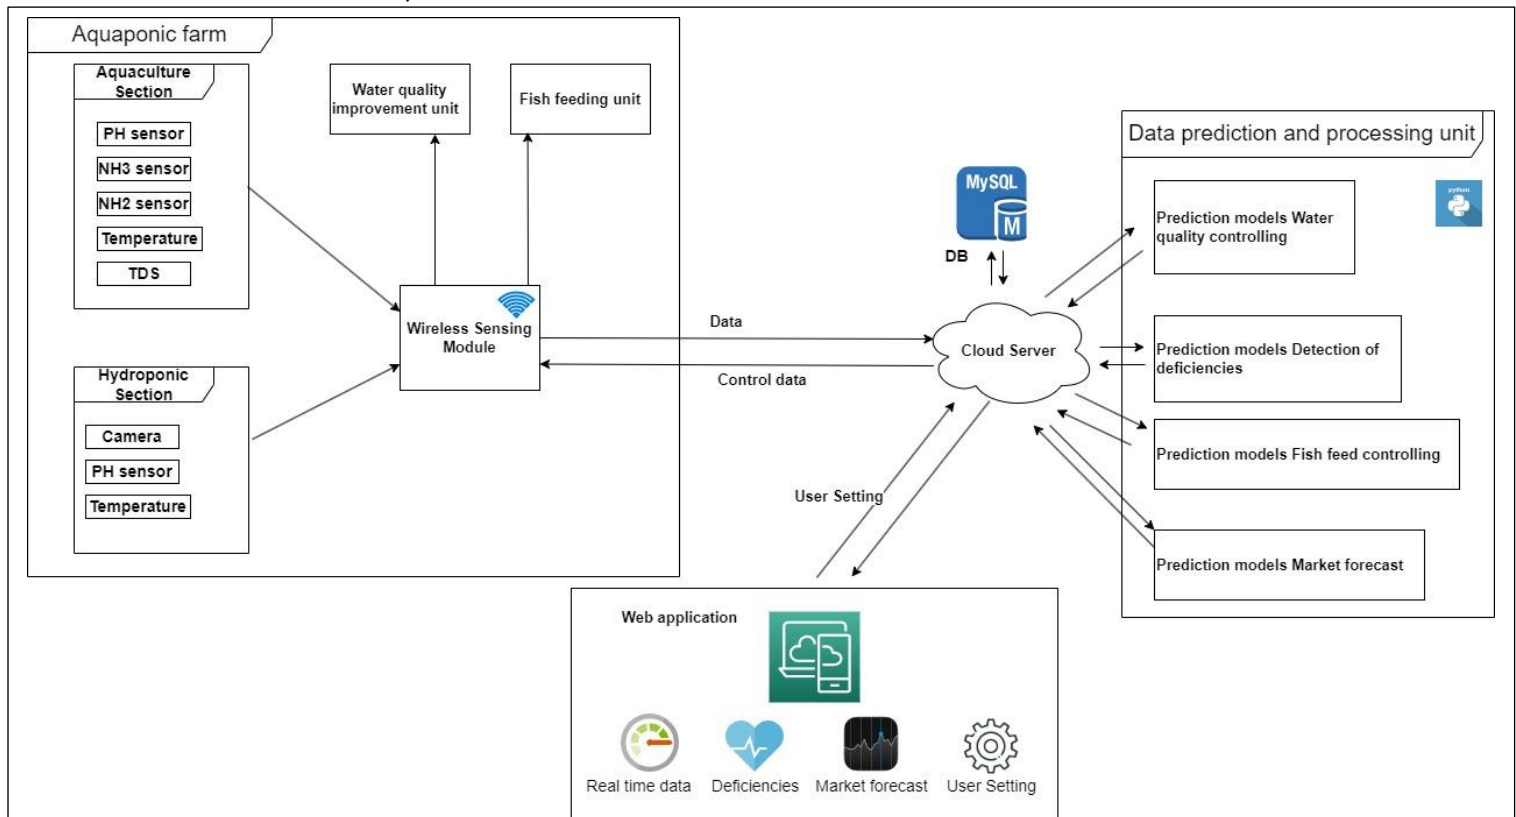 Aquaponic farm
Aquaculture
Section
PH sensor
NH3 sensor
NH2 sensor
Temperature
TDS
Water quality
improvement unit
Fish feeding unit
Wireless Sensing
Module
Hydroponic
Section
Camera
PH sensor
Temperature
Data
Control data
MySQL
M
DB
Cloud Server
User Setting
Data prediction and processing unit
python
Prediction models Water
quality controlling
Prediction models Detection of
deficiencies
Prediction models Fish feed controlling
Prediction models Market forecast
Web application
Real time data
Deficiencies
Market forecast
User Setting